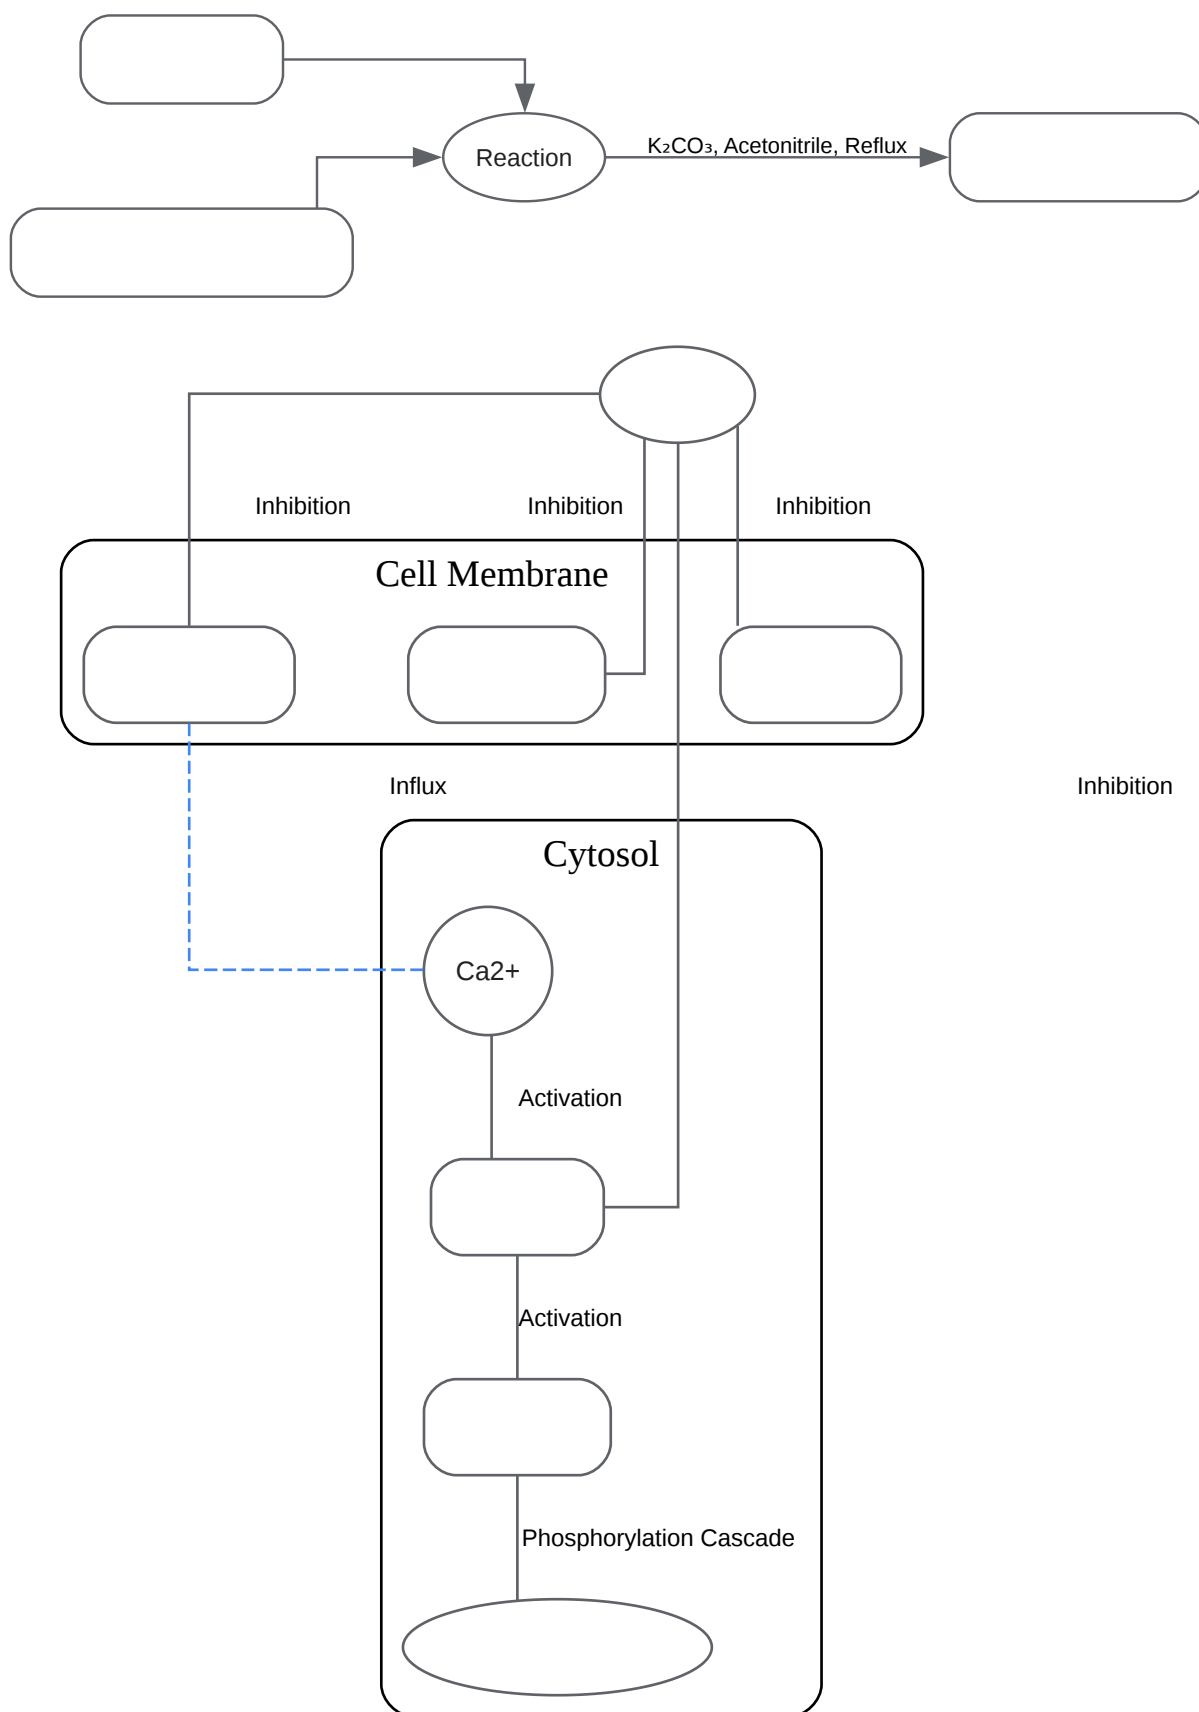 Reaction
K₂CO₃, Acetonitrile, Reflux
Inhibition
Inhibition
Inhibition
Cell Membrane
Influx
Inhibition
Cytosol
Ca2+
Activation
Activation
Phosphorylation Cascade